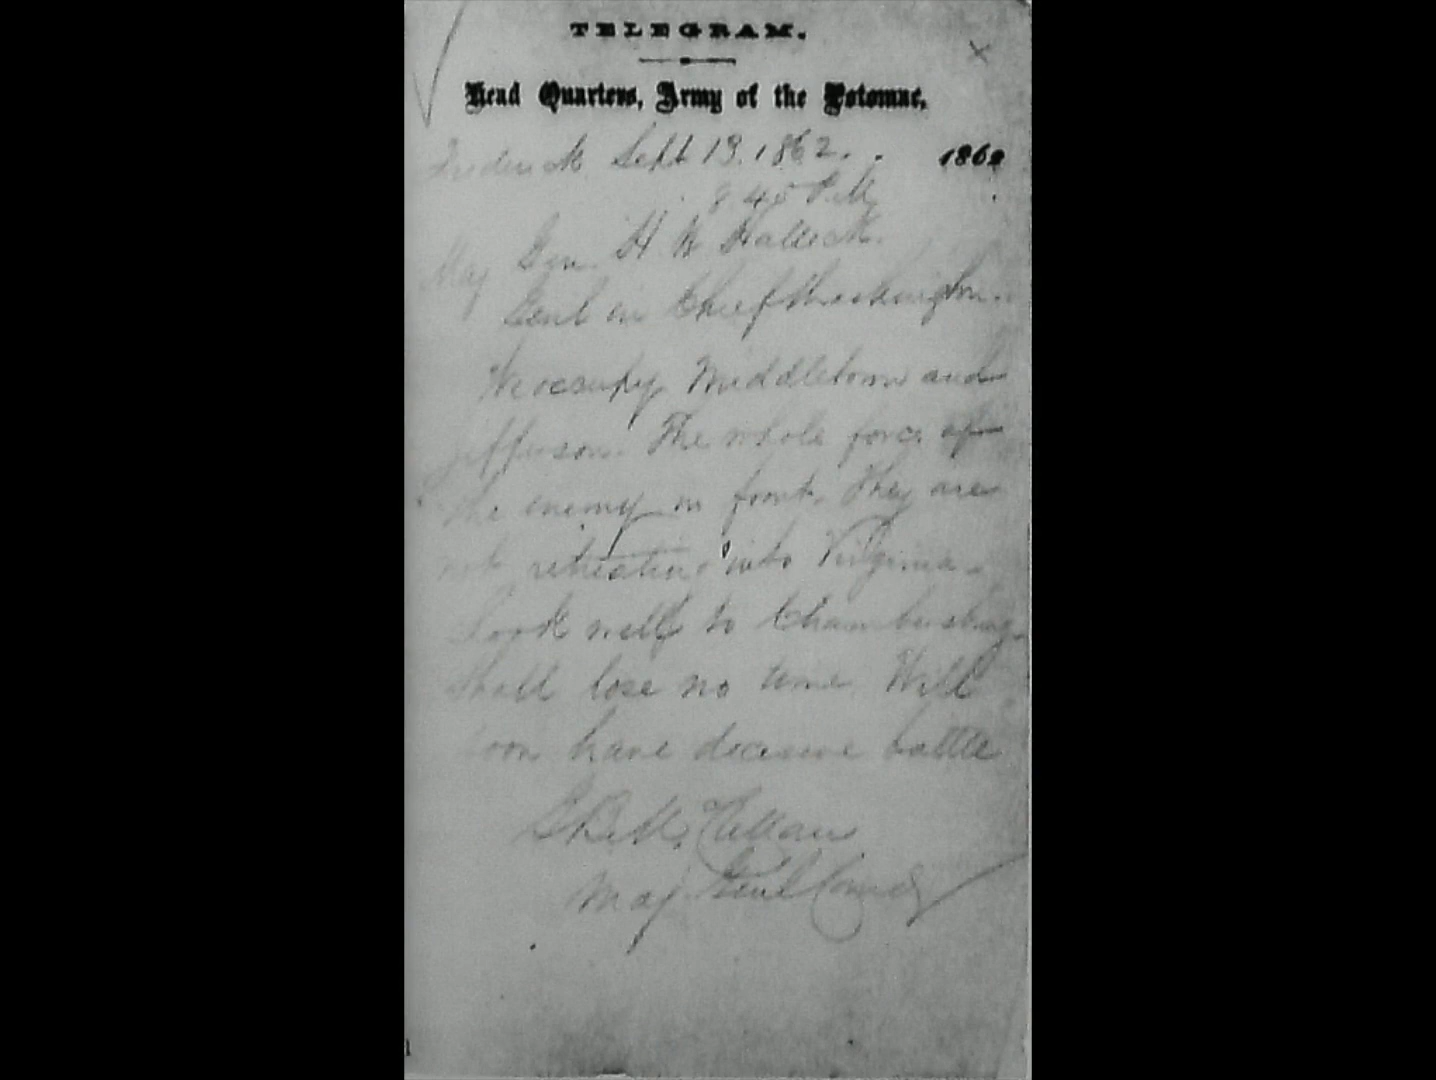 TELEGRAM.
Head Quarters, Army of the Potomac,
Frederick Sept 13. 1862. 1862
8 45 P.M.
Maj Gen. H W Halleck.
Genl in Chief Washington.
We occupy Middletown and
Jefferson. The whole force of
the enemy in front. They are
not retreating into Virginia.
Look well to Chambersburg.
Shall lose no time. Will
soon have decisive battle
G B McClellan
Maj Genl Comdg